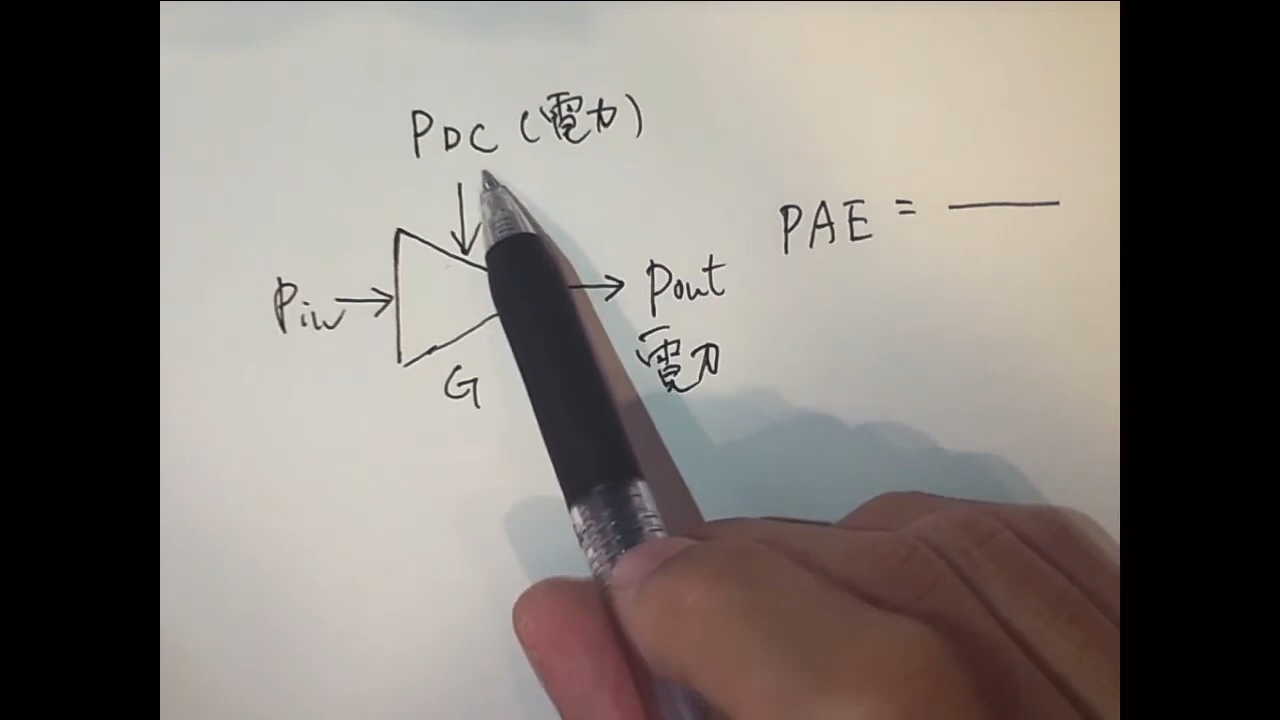 PDC (電力)
PAE = ―
Pin → → Pout
電力
G